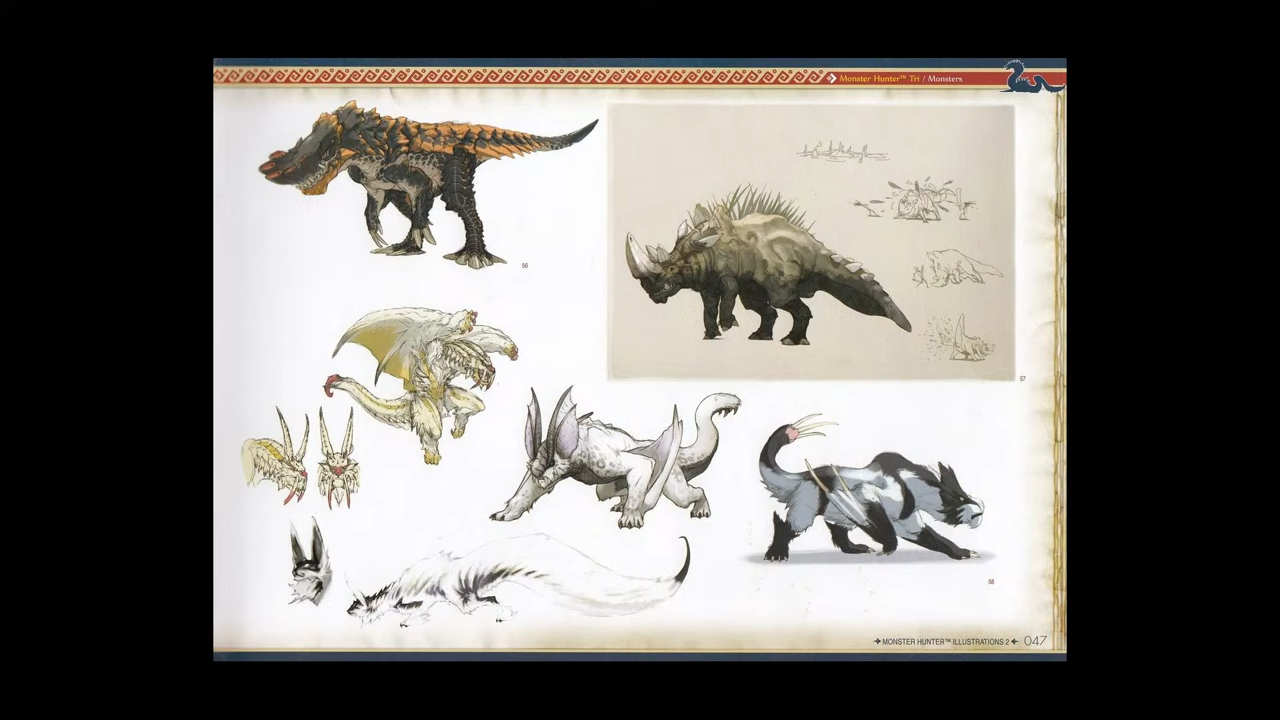 Monster Hunter™ Tri / Monsters
56
57
58
MONSTER HUNTER™ ILLUSTRATIONS 2
047